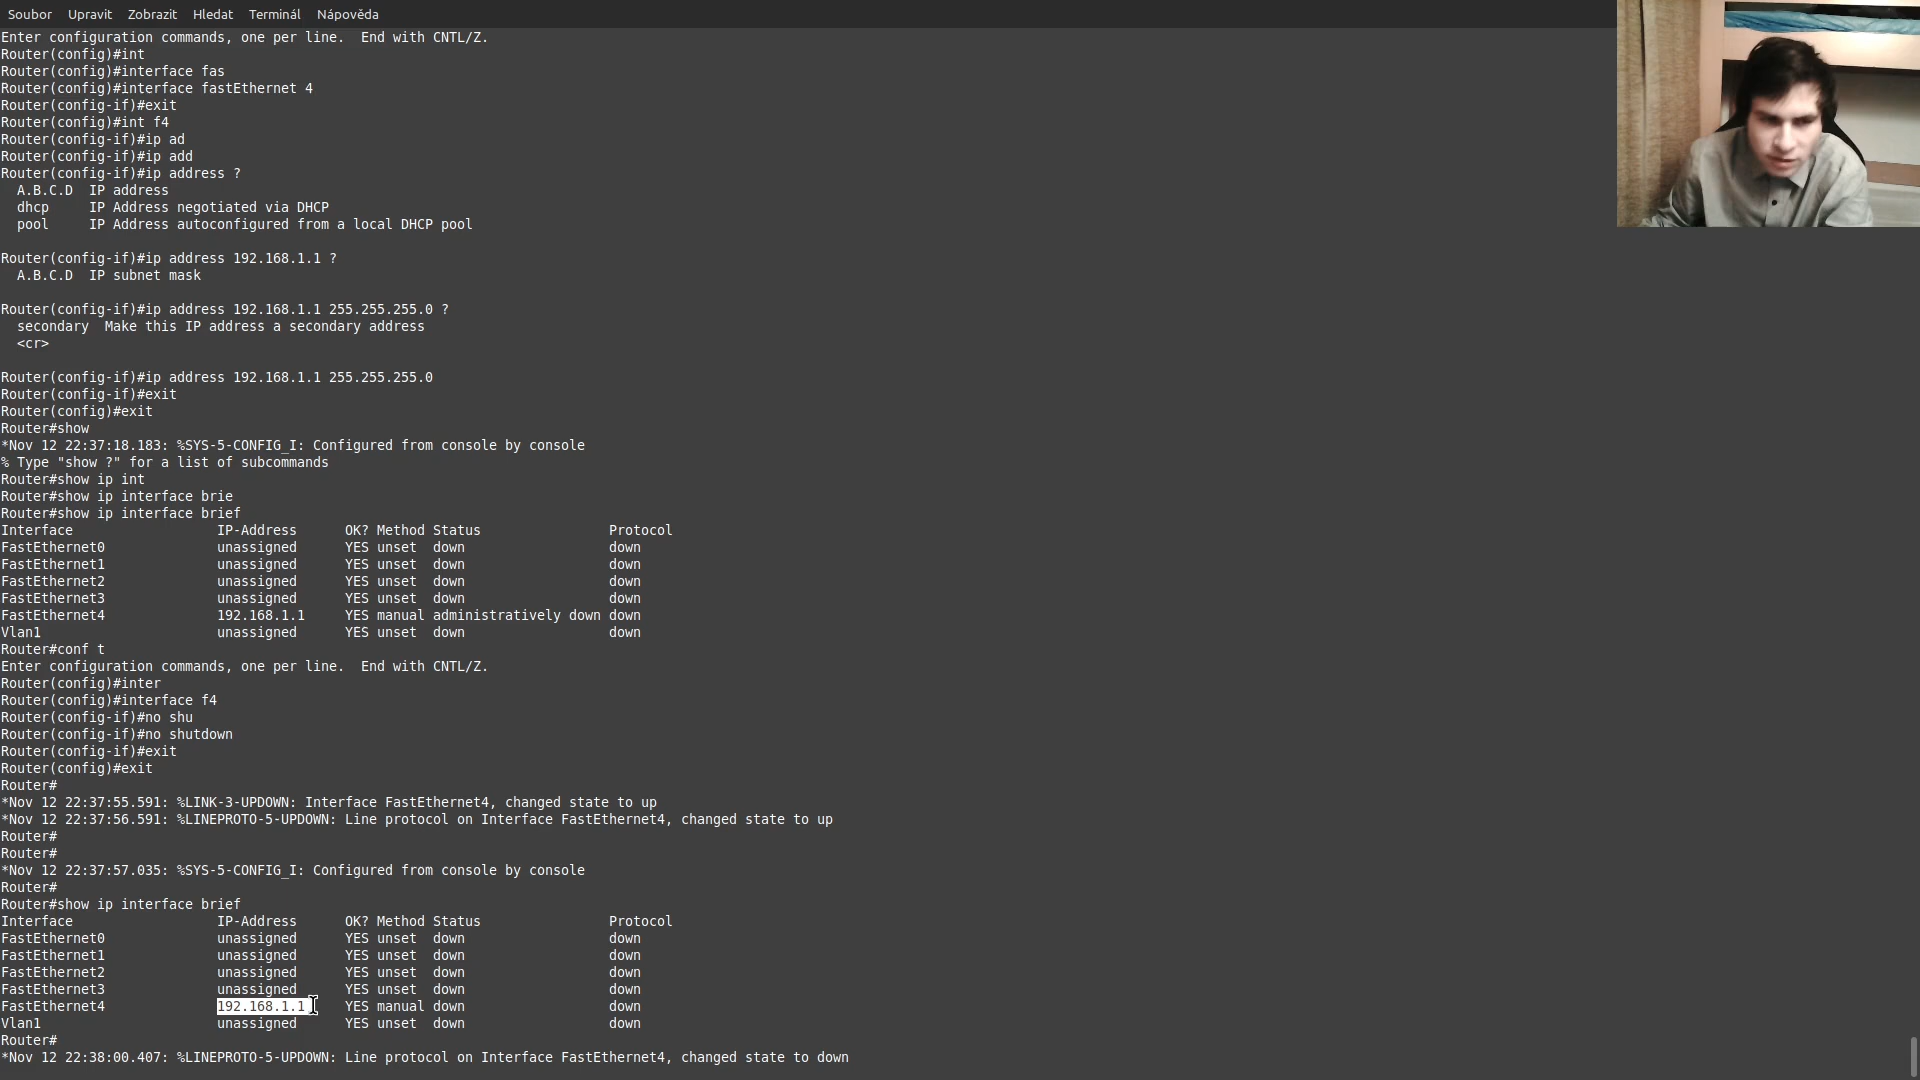 Soubor Upravit Zobrazit Hledat Terminál Nápověda
Enter configuration commands, one per line.  End with CNTL/Z.
Router(config)#int
Router(config)#interface fas
Router(config)#interface fastEthernet 4
Router(config-if)#exit
Router(config)#int f4
Router(config-if)#ip ad
Router(config-if)#ip add
Router(config-if)#ip address ?
  A.B.C.D  IP address
  dhcp     IP Address negotiated via DHCP
  pool     IP Address autoconfigured from a local DHCP pool
Router(config-if)#ip address 192.168.1.1 ?
  A.B.C.D  IP subnet mask
Router(config-if)#ip address 192.168.1.1 255.255.255.0 ?
  secondary  Make this IP address a secondary address
  <cr>
Router(config-if)#ip address 192.168.1.1 255.255.255.0
Router(config-if)#exit
Router(config)#exit
Router#show
*Nov 12 22:37:18.183: %SYS-5-CONFIG_I: Configured from console by console
% Type "show ?" for a list of subcommands
Router#show ip int
Router#show ip interface brie
Router#show ip interface brief
Interface                  IP-Address      OK? Method Status                Protocol
FastEthernet0              unassigned      YES unset  down                  down
FastEthernet1              unassigned      YES unset  down                  down
FastEthernet2              unassigned      YES unset  down                  down
FastEthernet3              unassigned      YES unset  down                  down
FastEthernet4              192.168.1.1     YES manual administratively down down
Vlan1                      unassigned      YES unset  down                  down
Router#conf t
Enter configuration commands, one per line.  End with CNTL/Z.
Router(config)#inter
Router(config)#interface f4
Router(config-if)#no shu
Router(config-if)#no shutdown
Router(config-if)#exit
Router(config)#exit
Router#
*Nov 12 22:37:55.591: %LINK-3-UPDOWN: Interface FastEthernet4, changed state to up
*Nov 12 22:37:56.591: %LINEPROTO-5-UPDOWN: Line protocol on Interface FastEthernet4, changed state to up
Router#
Router#
*Nov 12 22:37:57.035: %SYS-5-CONFIG_I: Configured from console by console
Router#
Router#show ip interface brief
Interface                  IP-Address      OK? Method Status                Protocol
FastEthernet0              unassigned      YES unset  down                  down
FastEthernet1              unassigned      YES unset  down                  down
FastEthernet2              unassigned      YES unset  down                  down
FastEthernet3              unassigned      YES unset  down                  down
FastEthernet4              192.168.1.1     YES manual down                  down
Vlan1                      unassigned      YES unset  down                  down
Router#
*Nov 12 22:38:00.407: %LINEPROTO-5-UPDOWN: Line protocol on Interface FastEthernet4, changed state to down